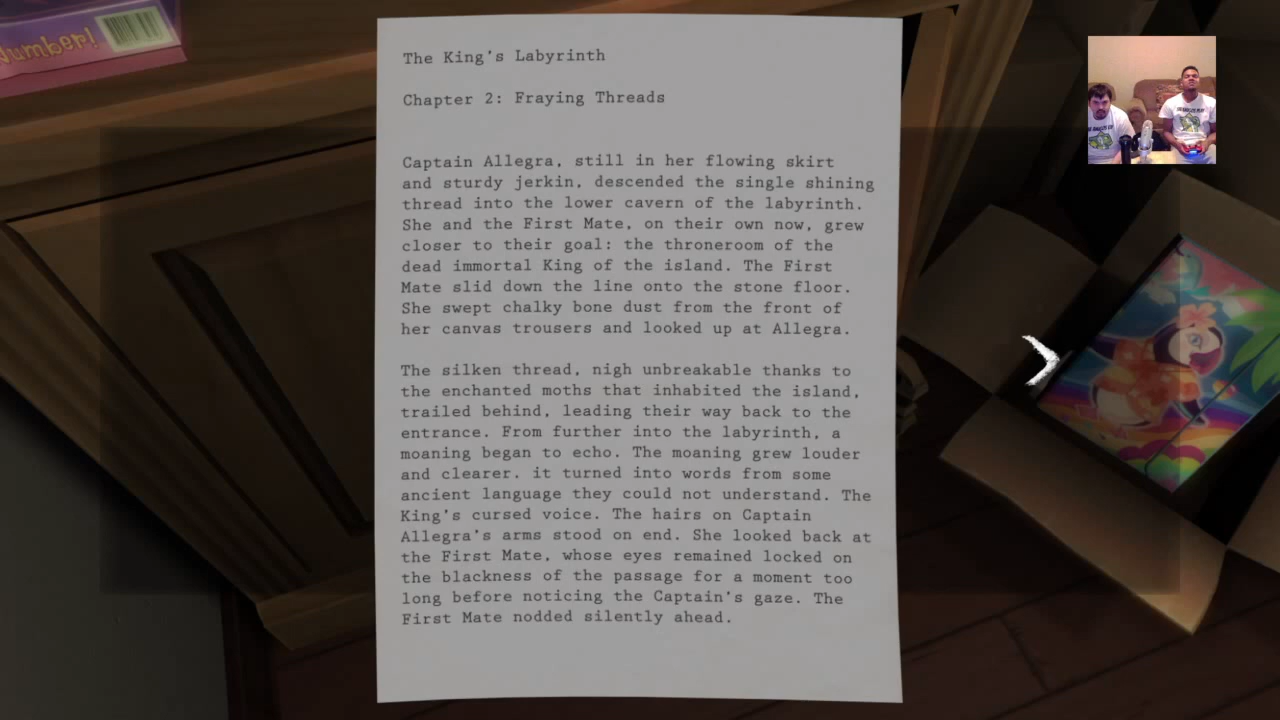 The King's Labyrinth
Chapter 2: Fraying Threads
Captain Allegra, still in her flowing skirt
and sturdy jerkin, descended the single shining
thread into the lower cavern of the labyrinth.
She and the First Mate, on their own now, grew
closer to their goal: the throneroom of the
dead immortal King of the island. The First
Mate slid down the line onto the stone floor.
She swept chalky bone dust from the front of
her canvas trousers and looked up at Allegra.
The silken thread, nigh unbreakable thanks to
the enchanted moths that inhabited the island,
trailed behind, leading their way back to the
entrance. From further into the labyrinth, a
moaning began to echo. The moaning grew louder
and clearer. it turned into words from some
ancient language they could not understand. The
King's cursed voice. The hairs on Captain
Allegra's arms stood on end. She looked back at
the First Mate, whose eyes remained locked on
the blackness of the passage for a moment too
long before noticing the Captain's gaze. The
First Mate nodded silently ahead.